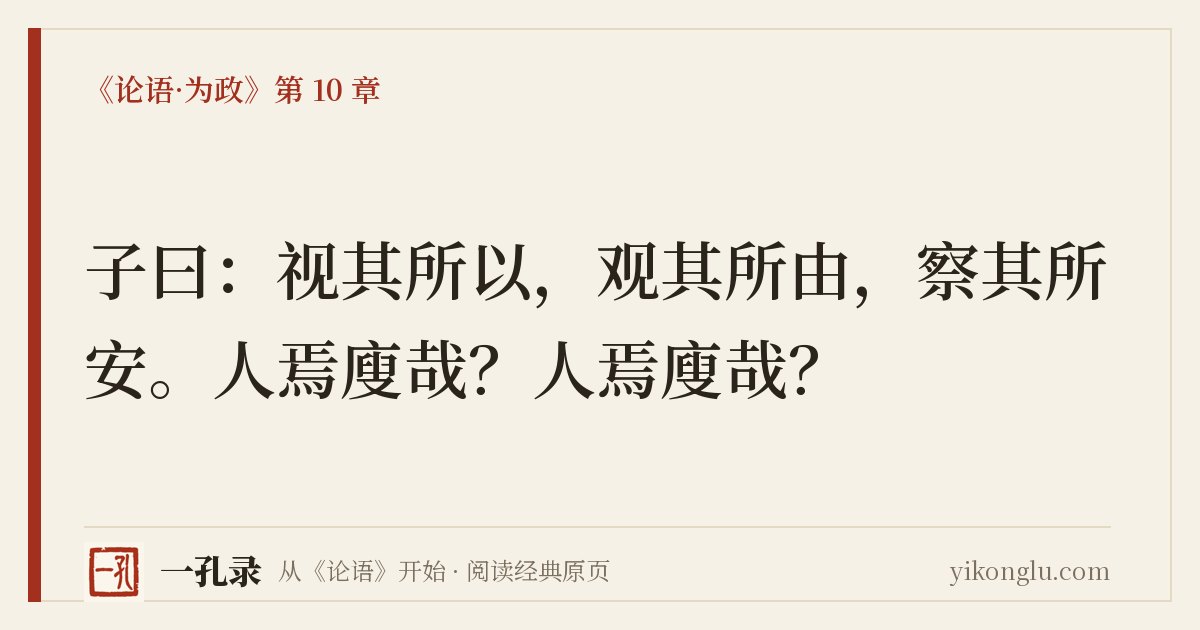 《论语·为政》第 10 章
子曰：视其所以，观其所由，察其所
安。人焉廋哉？人焉廋哉？
一孔
一孔录 从《论语》开始 · 阅读经典原页 yikonglu.com